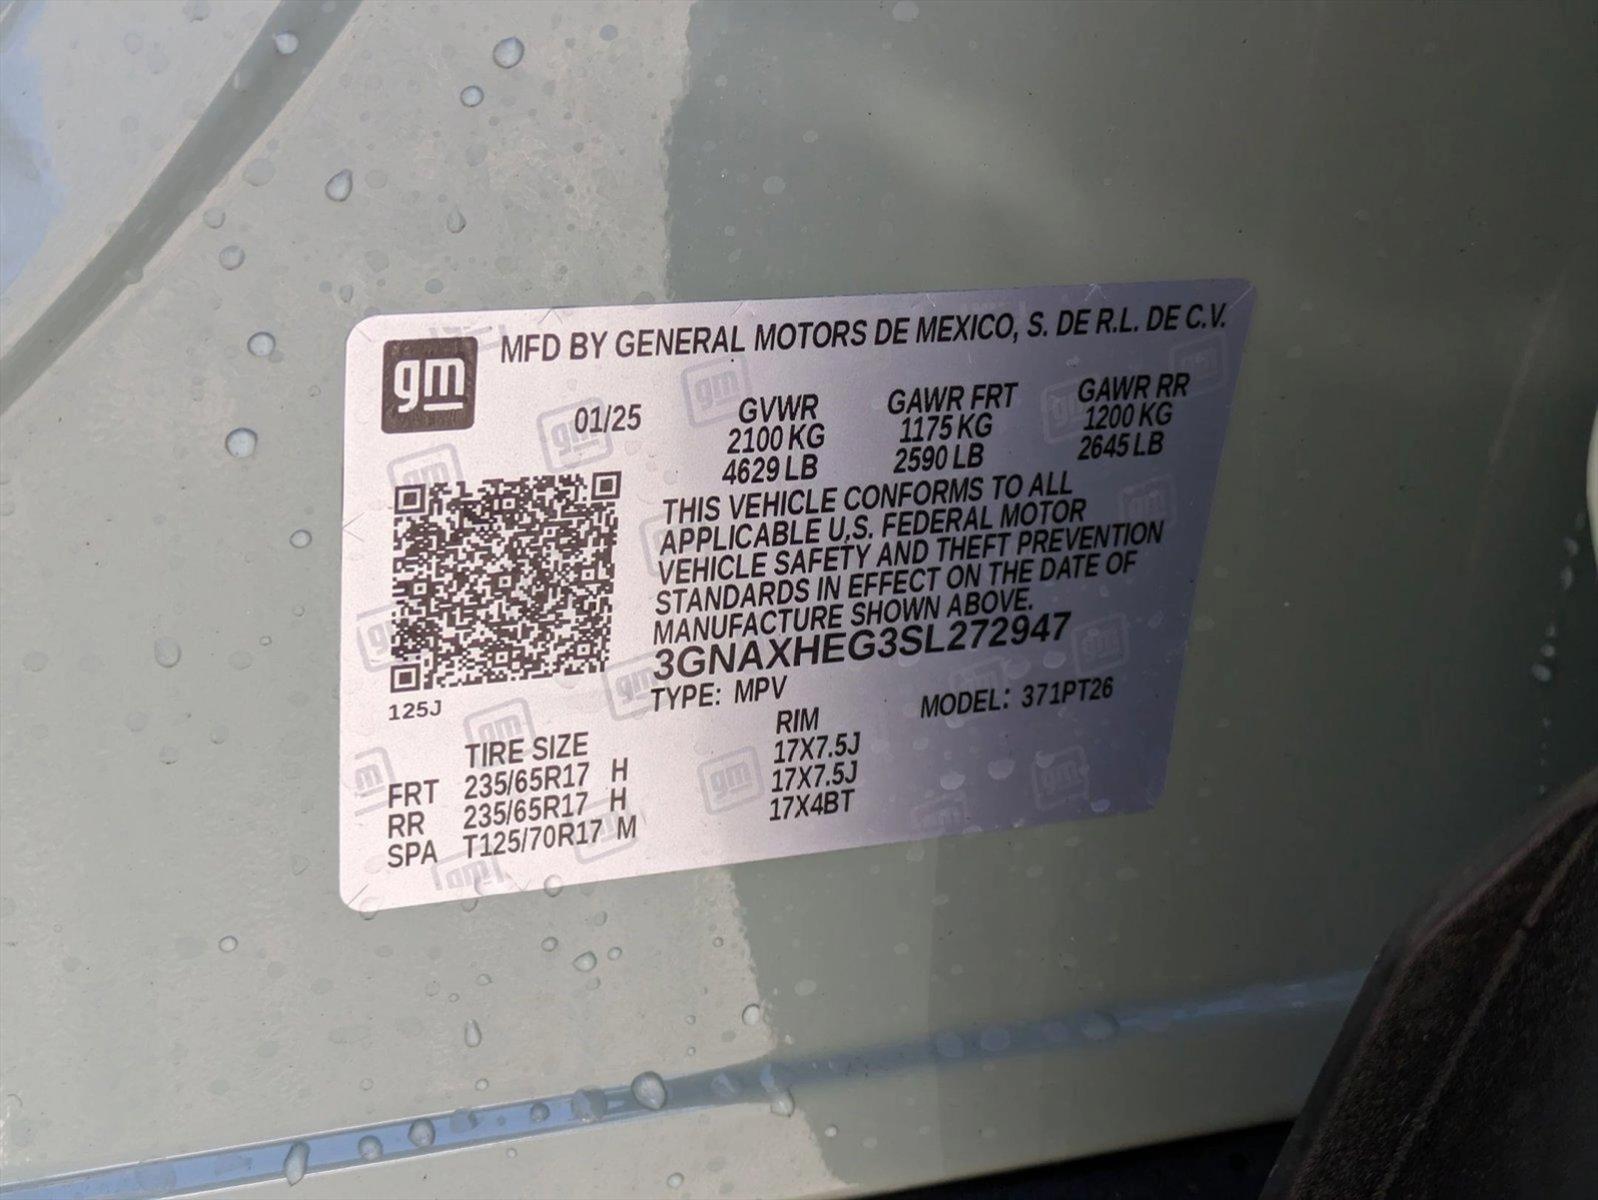 gm
MFD BY GENERAL MOTORS DE MEXICO, S. DE R.L. DE C.V.
01/25 GVWR GAWR FRT GAWR RR
2100 KG 1175 KG 1200 KG
4629 LB 2590 LB 2645 LB
THIS VEHICLE CONFORMS TO ALL
APPLICABLE U.S. FEDERAL MOTOR
VEHICLE SAFETY AND THEFT PREVENTION
STANDARDS IN EFFECT ON THE DATE OF
MANUFACTURE SHOWN ABOVE.
3GNAXHEG3SL272947
125J
TYPE: MPV MODEL: 371PT26
TIRE SIZE RIM
FRT 235/65R17 H 17X7.5J
RR 235/65R17 H 17X7.5J
SPA T125/70R17 M 17X4BT